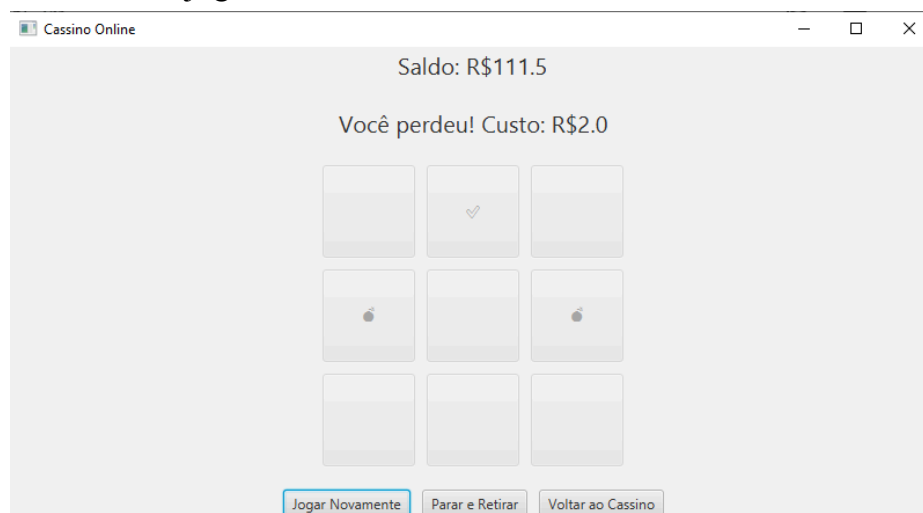 Cassino Online
Saldo: R$111.5
Você perdeu! Custo: R$2.0
Jogar Novamente Parar e Retirar Voltar ao Cassino